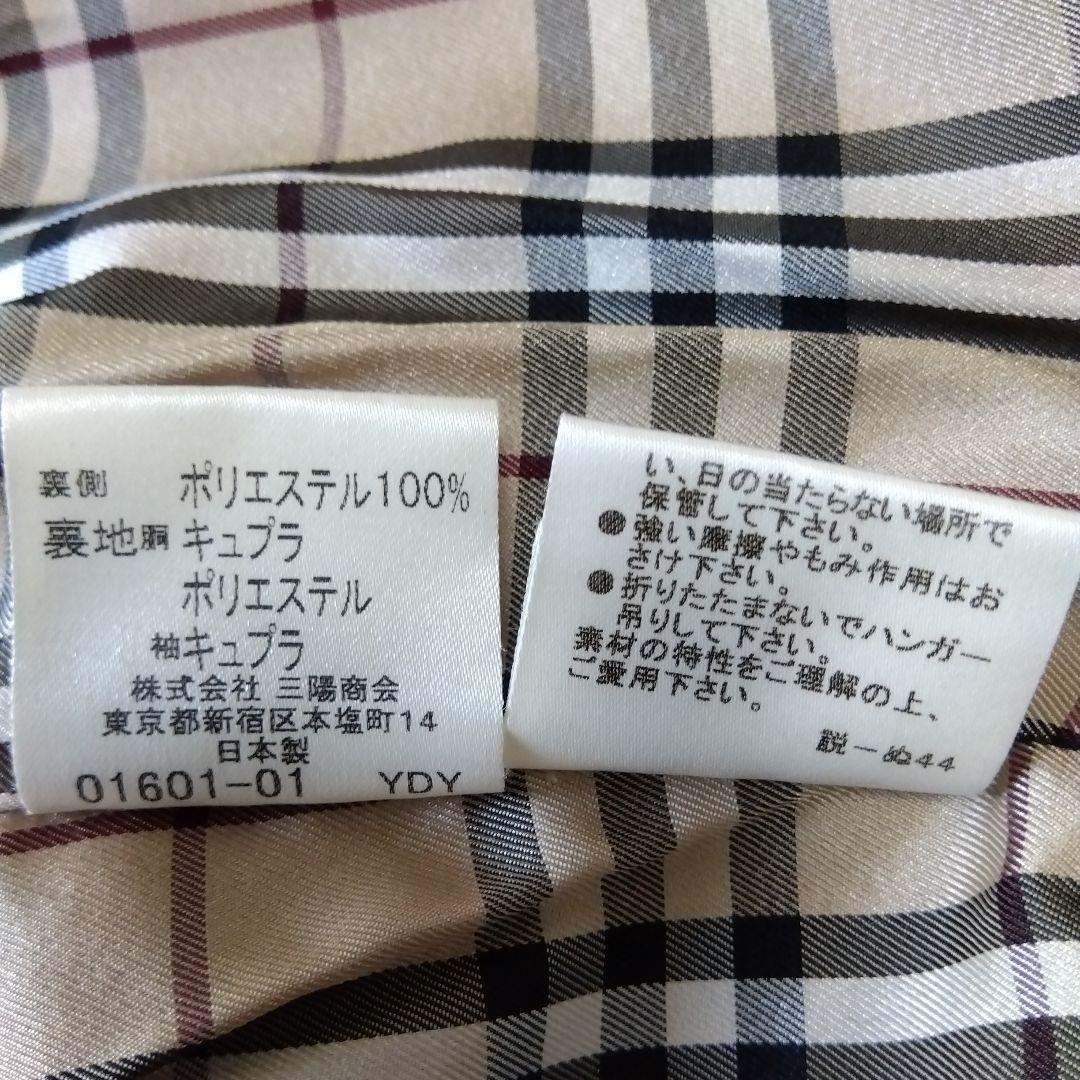 裏側 ポリエステル100%
裏地胴 キュプラ
ポリエステル
袖キュプラ
株式会社 三陽商会
東京都新宿区本塩町14
日本製
01601-01 YDY
い、日の当たらない場所で
保管して下さい。
●強い摩擦やもみ作用はお
さけ下さい。
●折りたたまないでハンガー
吊りして下さい。
素材の特性をご理解の上、
ご愛用下さい。
説ーぬ44